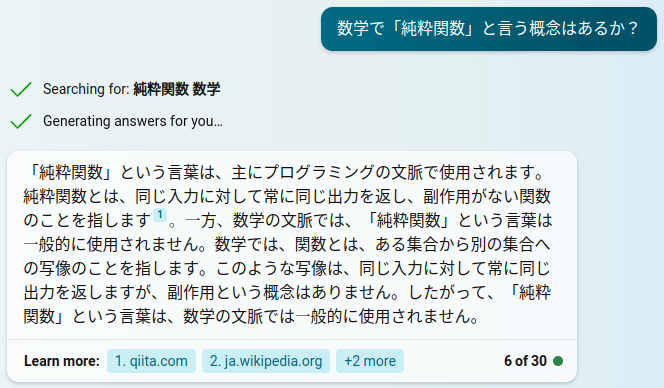 数学で「純粋関数」と言う概念はあるか？
Searching for: 純粋関数 数学
Generating answers for you…
「純粋関数」という言葉は、主にプログラミングの文脈で使用されます。
純粋関数とは、同じ入力に対して常に同じ出力を返し、副作用がない関数
のことを指します 1 。一方、数学の文脈では、「純粋関数」という言葉は
一般的に使用されません。数学では、関数とは、ある集合から別の集合へ
の写像のことを指します。このような写像は、同じ入力に対して常に同じ
出力を返しますが、副作用という概念はありません。したがって、「純粋
関数」という言葉は、数学の文脈では一般的に使用されません。
Learn more: 1. qiita.com 2. ja.wikipedia.org +2 more 6 of 30